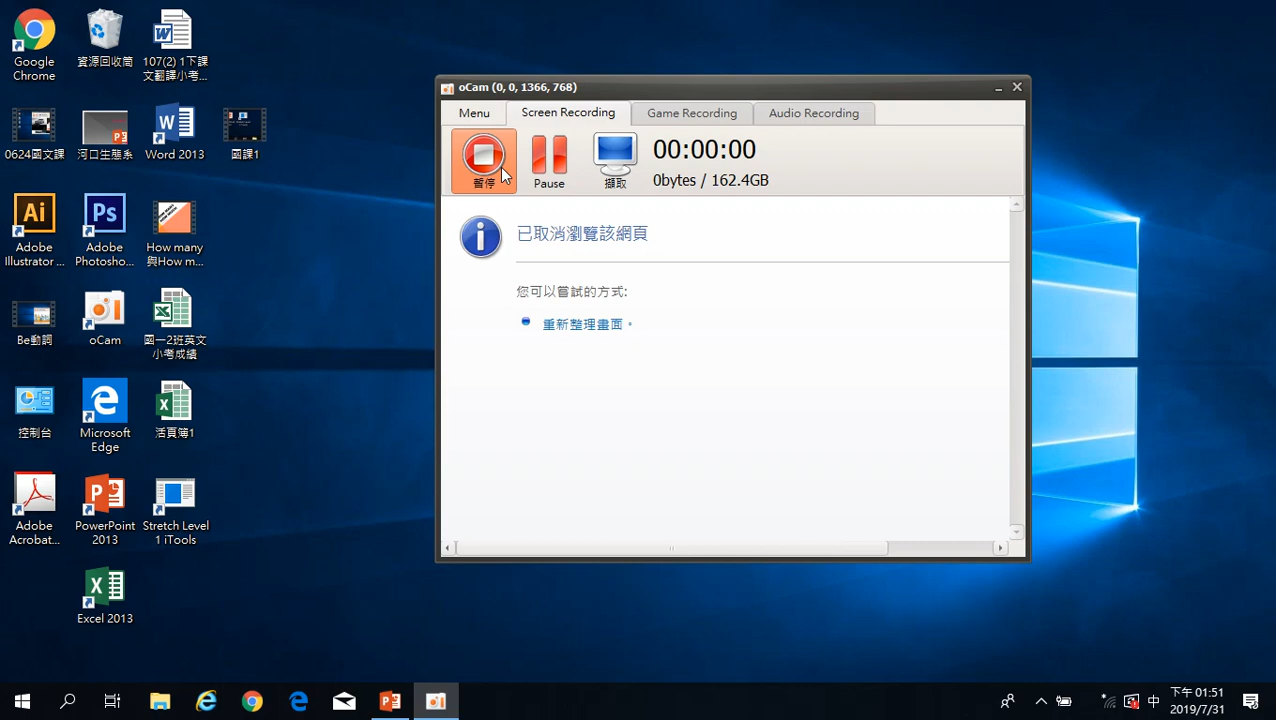 Google
Chrome
資源回收筒
107(2) 1下課
文翻譯小考...
0624國文課
河口生態系
Word 2013
國課1
Adobe
Illustrator ...
Adobe
Photosho...
How many
與How m...
Be動詞
oCam
國一2班英文
小考成績
控制台
Microsoft
Edge
活頁簿1
Adobe
Acrobat...
PowerPoint
2013
Stretch Level
1 iTools
Excel 2013
oCam (0, 0, 1366, 768)
Menu
Screen Recording
Game Recording
Audio Recording
暫停
Pause
擷取
00:00:00
0bytes / 162.4GB
已取消瀏覽該網頁
您可以嘗試的方式:
重新整理畫面。
中
下午 01:51
2019/7/31